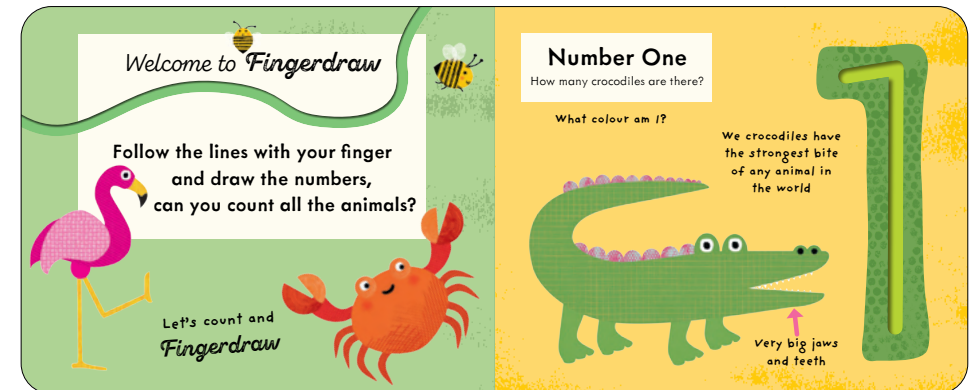 Welcome to Fingerdraw
Follow the lines with your finger
and draw the numbers,
can you count all the animals?
Let's count and
Fingerdraw
Number One
How many crocodiles are there?
What colour am I?
We crocodiles have
the strongest bite
of any animal in
the world
Very big jaws
and teeth
1